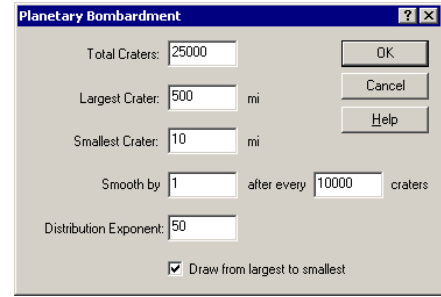 Planetary Bombardment
Total Craters: 25000 OK
Largest Crater: 500 mi Cancel
Smallest Crater: 10 mi Help
Smooth by 1 after every 10000 craters
Distribution Exponent: 50
Draw from largest to smallest